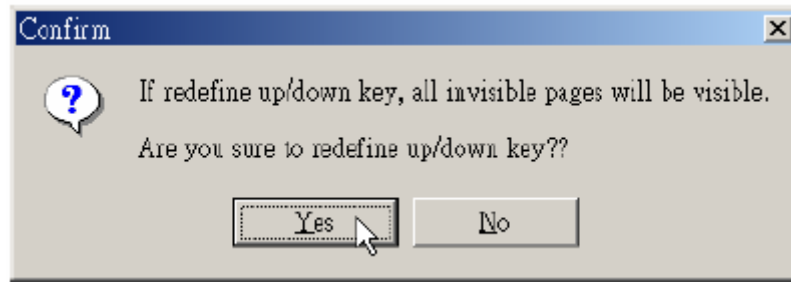 Confirm
If redefine up/down key, all invisible pages will be visible.
Are you sure to redefine up/down key??
Yes
No